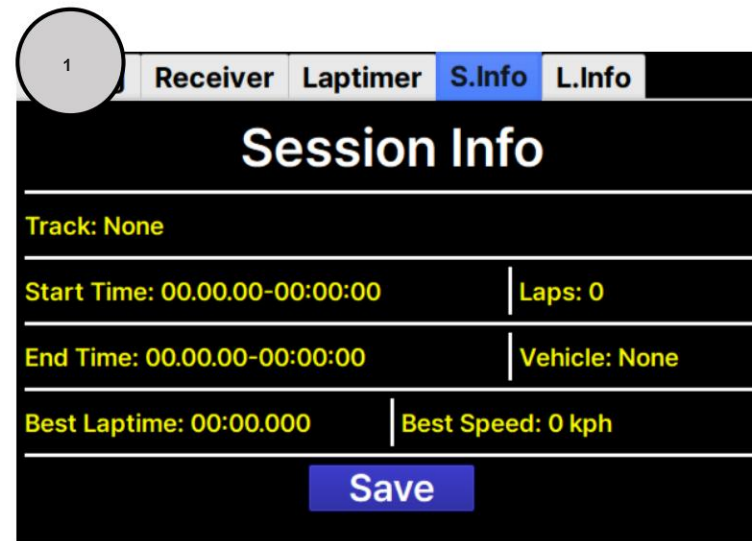 1
Receiver Laptimer S.Info L.Info
Session Info
Track: None
Start Time: 00.00.00-00:00:00 Laps: 0
End Time: 00.00.00-00:00:00 Vehicle: None
Best Laptime: 00:00.000 Best Speed: 0 kph
Save